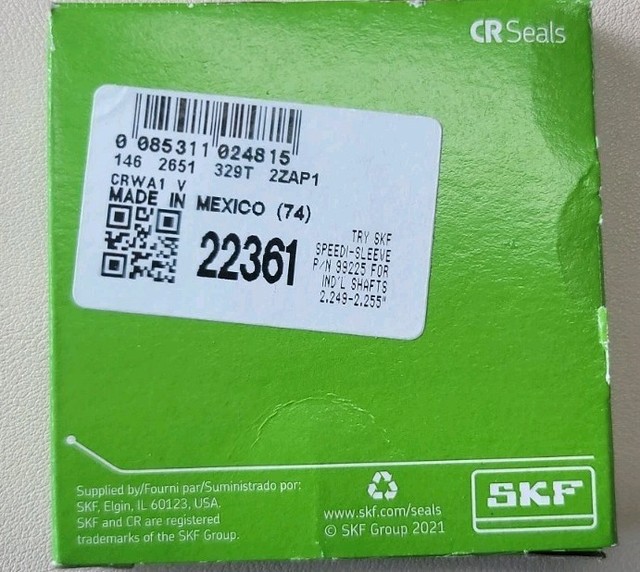 CR Seals
0 085311 024815
146 2651 329T 2ZAP1
CRWA1 V
MADE IN MEXICO (74)
22361
TRY SKF
SPEEDI-SLEEVE
P/N 99225 FOR
IND'L SHAFTS
2.249-2.255"
Supplied by/Fourni par/Suministrado por:
SKF, Elgin, IL 60123, USA.
SKF and CR are registered
trademarks of the SKF Group.
www.skf.com/seals
© SKF Group 2021
SKF